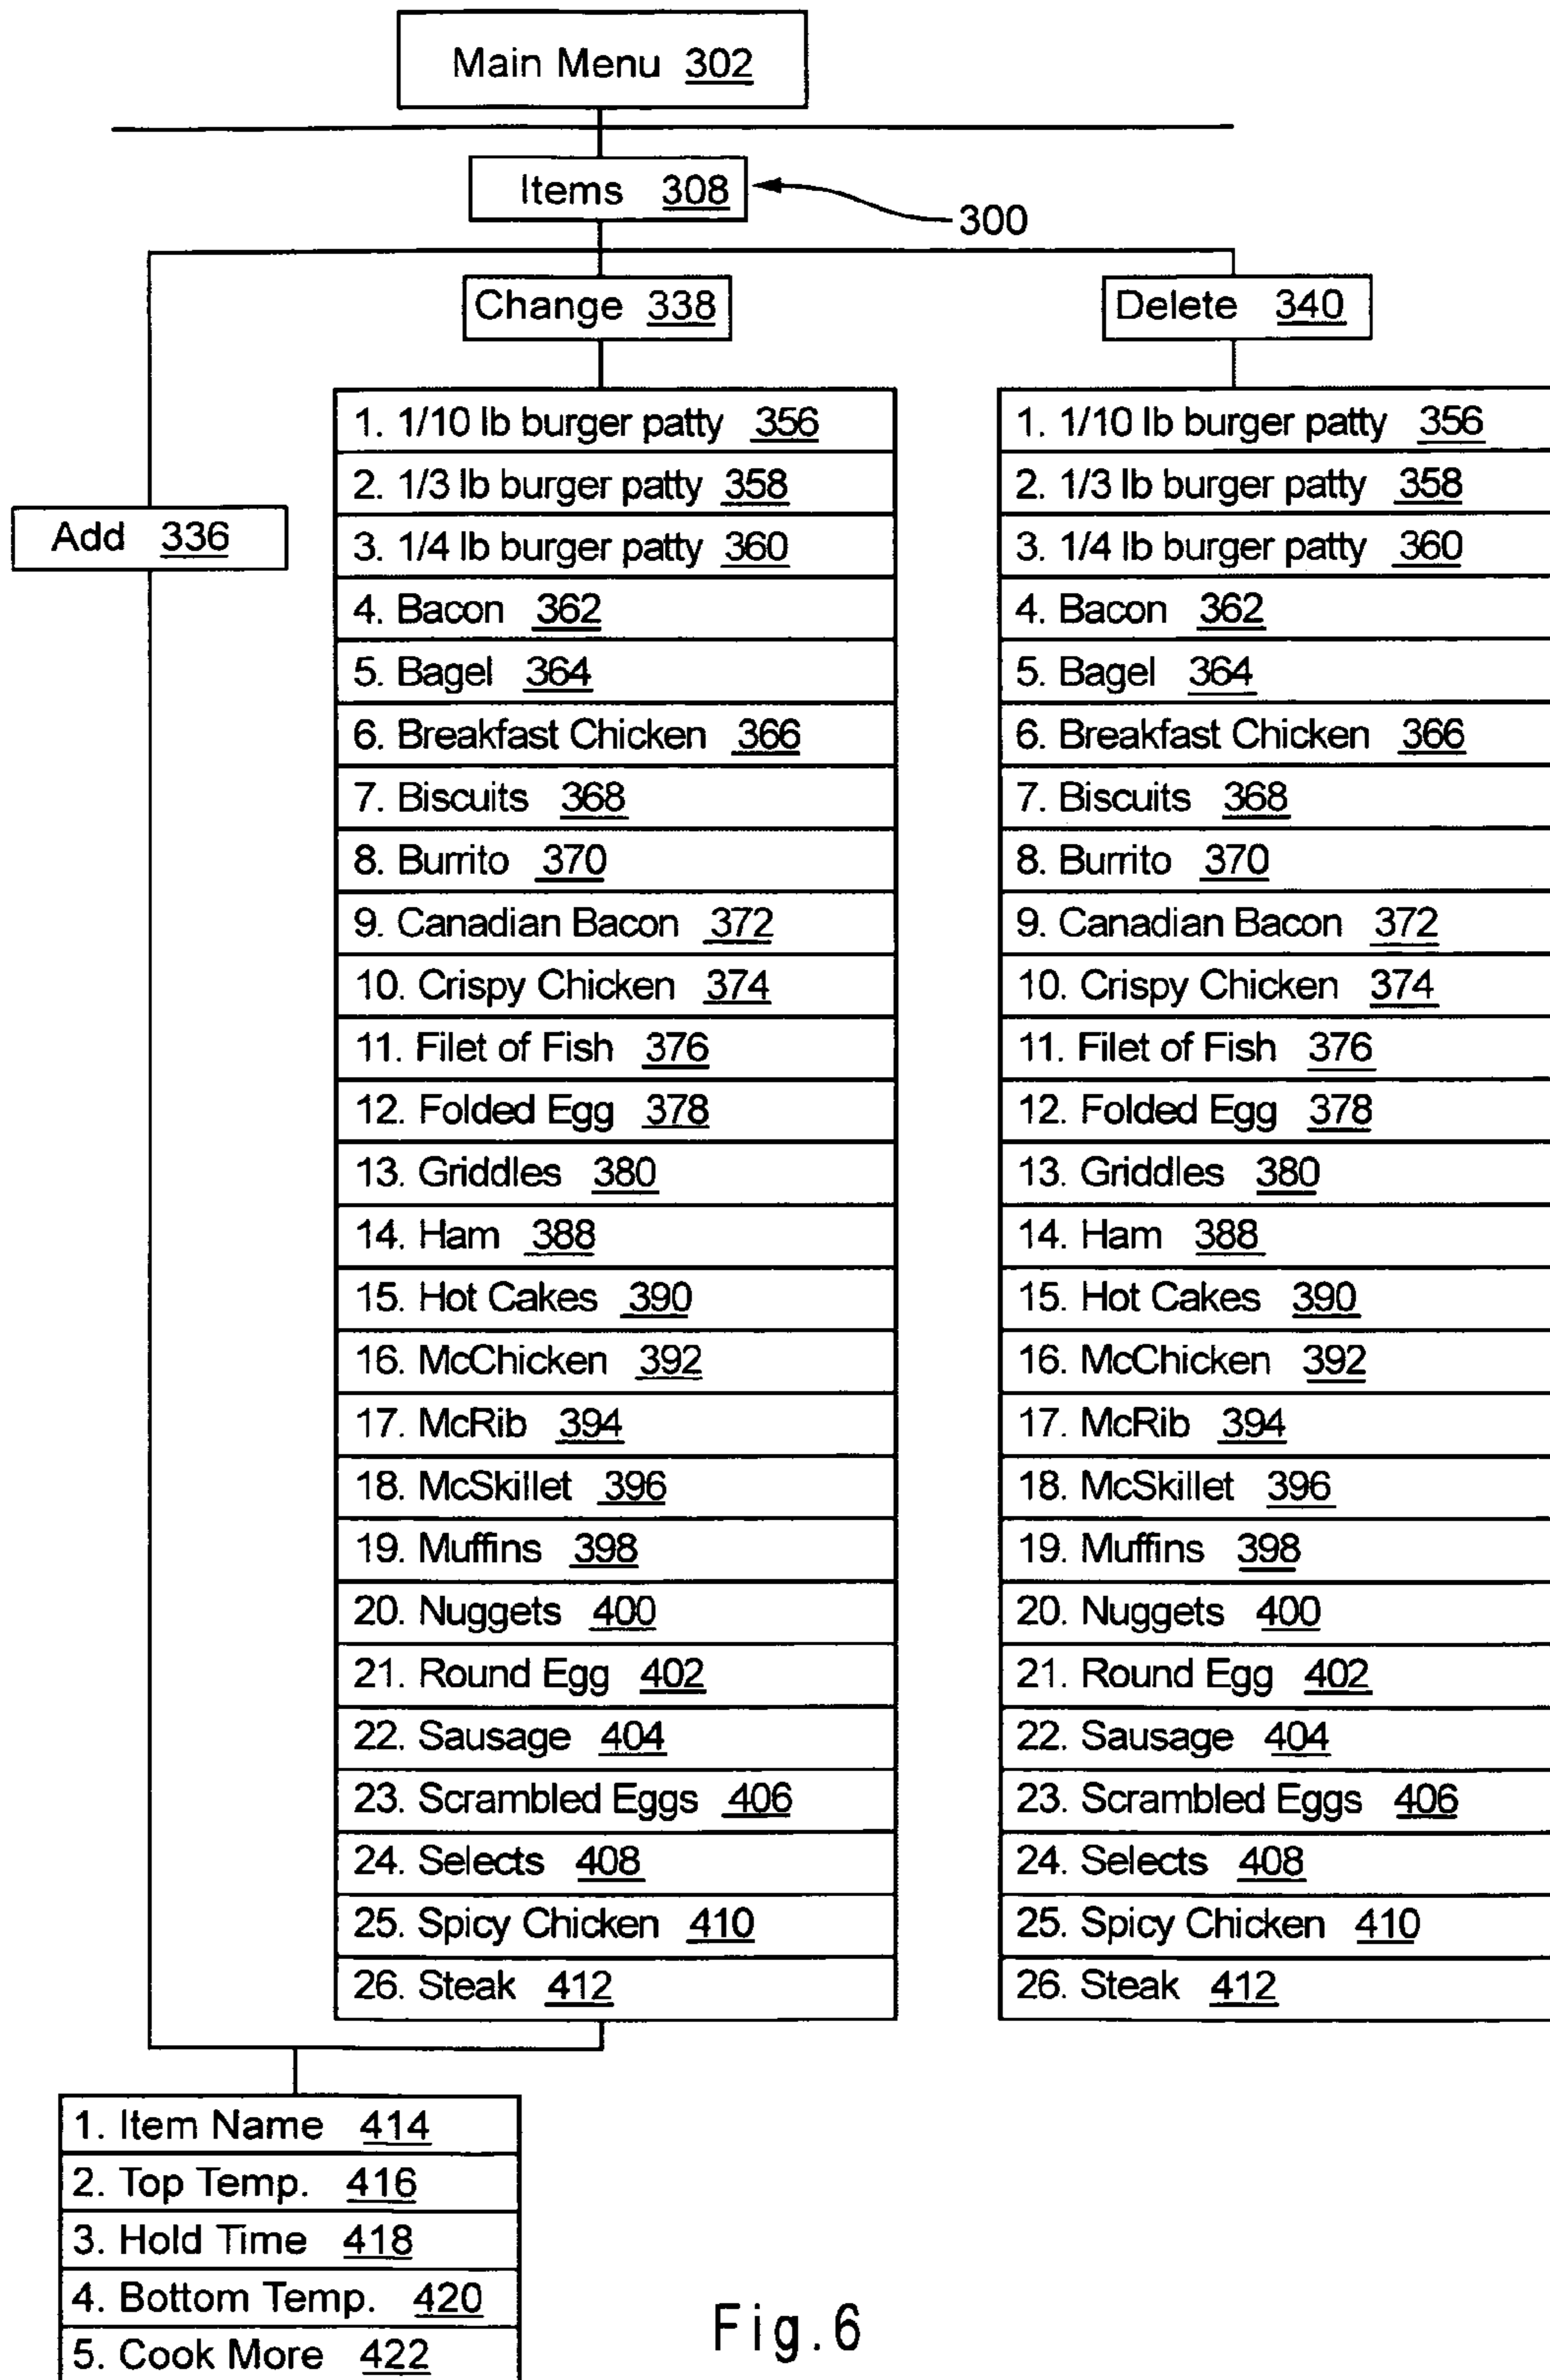 Main Menu 302
Items 308
300
Change 338
Delete 340
Add 336
1. 1/10 lb burger patty 356
2. 1/3 lb burger patty 358
3. 1/4 lb burger patty 360
4. Bacon 362
5. Bagel 364
6. Breakfast Chicken 366
7. Biscuits 368
8. Burrito 370
9. Canadian Bacon 372
10. Crispy Chicken 374
11. Filet of Fish 376
12. Folded Egg 378
13. Griddles 380
14. Ham 388
15. Hot Cakes 390
16. McChicken 392
17. McRib 394
18. McSkillet 396
19. Muffins 398
20. Nuggets 400
21. Round Egg 402
22. Sausage 404
23. Scrambled Eggs 406
24. Selects 408
25. Spicy Chicken 410
26. Steak 412
1. 1/10 lb burger patty 356
2. 1/3 lb burger patty 358
3. 1/4 lb burger patty 360
4. Bacon 362
5. Bagel 364
6. Breakfast Chicken 366
7. Biscuits 368
8. Burrito 370
9. Canadian Bacon 372
10. Crispy Chicken 374
11. Filet of Fish 376
12. Folded Egg 378
13. Griddles 380
14. Ham 388
15. Hot Cakes 390
16. McChicken 392
17. McRib 394
18. McSkillet 396
19. Muffins 398
20. Nuggets 400
21. Round Egg 402
22. Sausage 404
23. Scrambled Eggs 406
24. Selects 408
25. Spicy Chicken 410
26. Steak 412
1. Item Name 414
2. Top Temp. 416
3. Hold Time 418
4. Bottom Temp. 420
5. Cook More 422
Fig.6